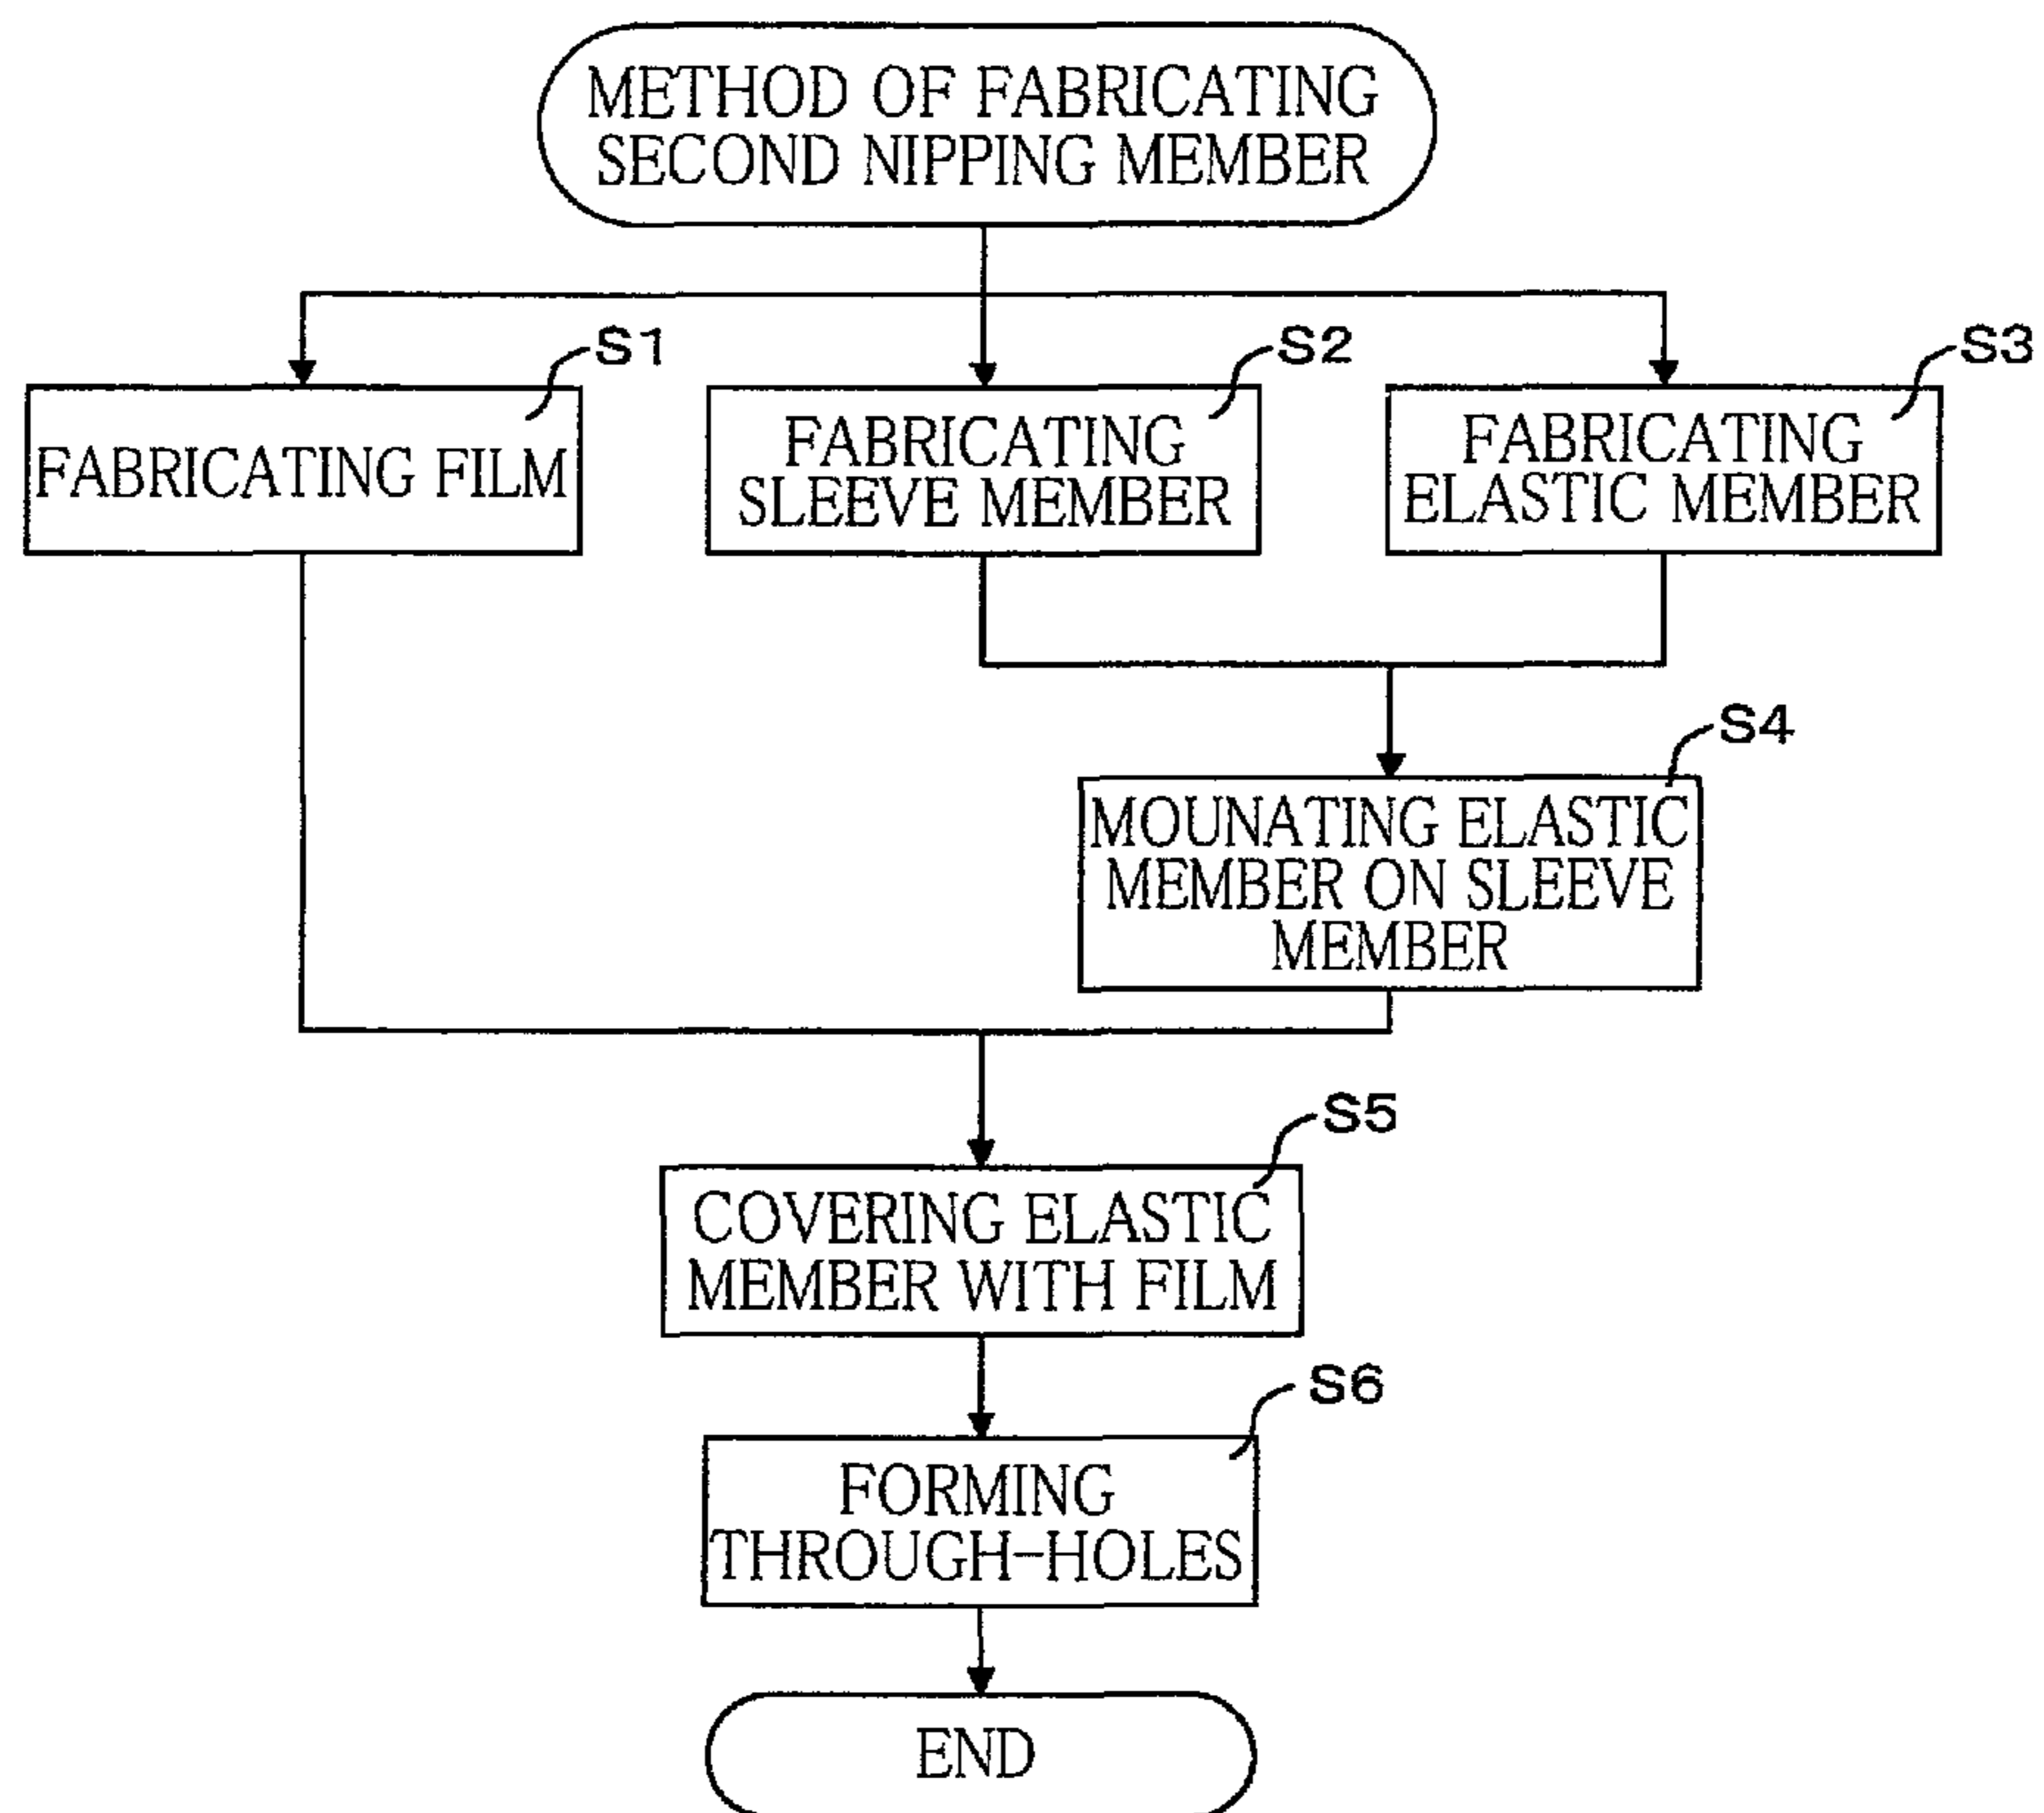 METHOD OF FABRICATING
SECOND NIPPING MEMBER
S1
S2
S3
FABRICATING FILM
FABRICATING
SLEEVE MEMBER
FABRICATING
ELASTIC MEMBER
S4
MOUNATING ELASTIC
MEMBER ON SLEEVE
MEMBER
S5
COVERING ELASTIC
MEMBER WITH FILM
S6
FORMING
THROUGH-HOLES
END